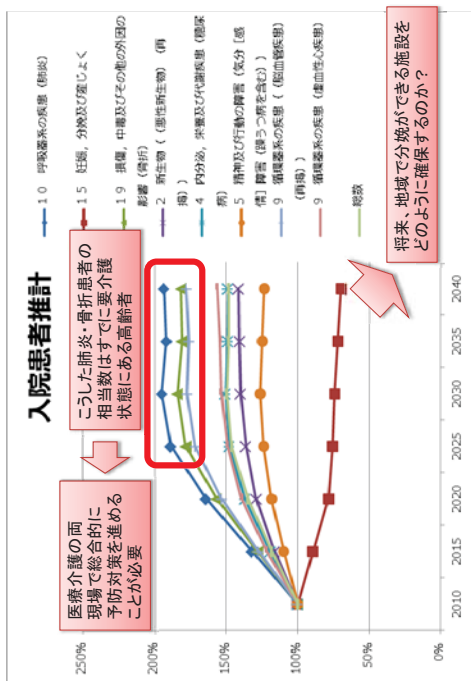 入院患者推計
医療介護の両
現場で総合的に
予防対策を進める
ことが必要
こうした肺炎・骨折患者の
相当数はすでに要介護
状態にある高齢者
250%
200%
150%
100%
50%
0%
2010
2015
2020
2025
2030
2035
2040
10 呼吸器系の疾患（肺炎）
15 妊娠，分娩及び産じょく
19 損傷，中毒及びその他の外因の
影響（骨折）
2 新生物（（悪性新生物）（再
掲））
4 内分泌，栄養及び代謝疾患（糖尿
病）
5 精神及び行動の障害（気分［感
情］障害（躁うつ病を含む））
9 循環器系の疾患（（脳血管疾患）
（再掲））
9 循環器系の疾患（虚血性心疾患）
総数
将来、地域で分娩ができる施設を
どのように確保するのか？